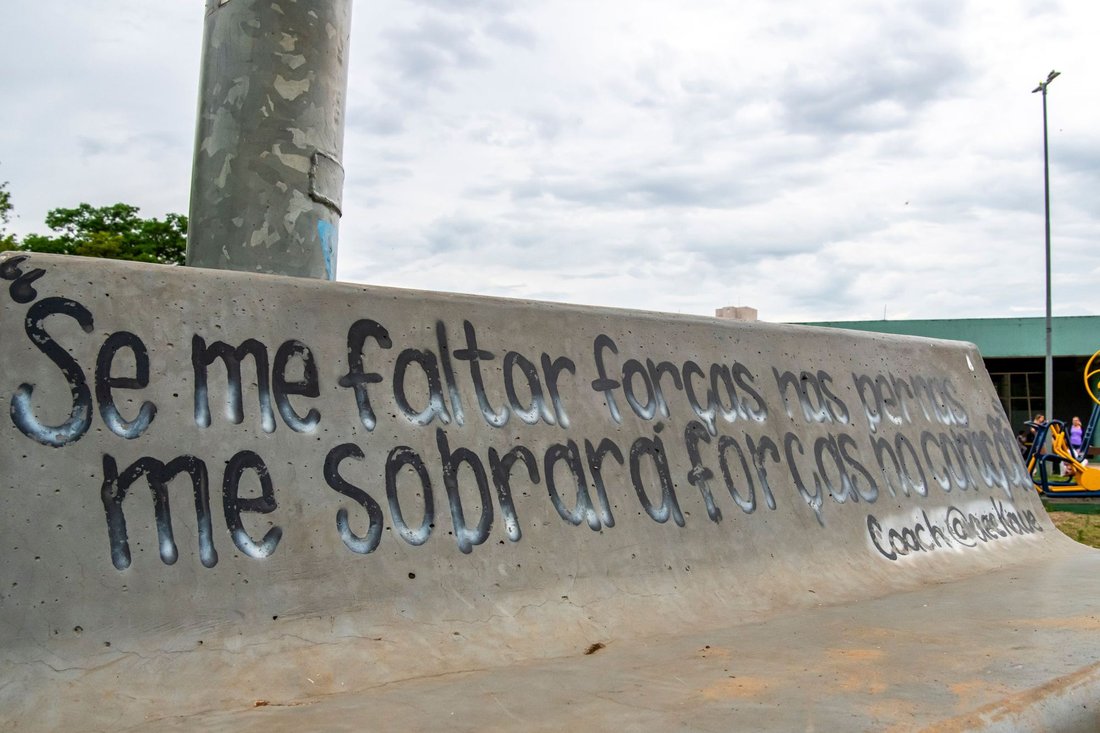 “Se me faltar forças nas pernas
me sobrará forças no coração
Coach